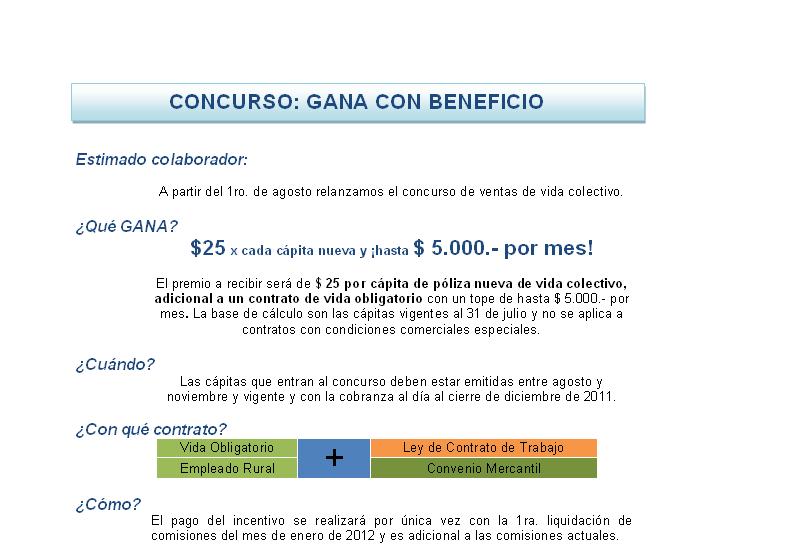 CONCURSO: GANA CON BENEFICIO
Estimado colaborador:
A partir del 1ro. de agosto relanzamos el concurso de ventas de vida colectivo.
¿Qué GANA?
$25 x cada cápita nueva y ¡hasta $ 5.000.- por mes!
El premio a recibir será de $ 25 por cápita de póliza nueva de vida colectivo,
adicional a un contrato de vida obligatorio con un tope de hasta $ 5.000.- por
mes. La base de cálculo son las cápitas vigentes al 31 de julio y no se aplica a
contratos con condiciones comerciales especiales.
¿Cuándo?
Las cápitas que entran al concurso deben estar emitidas entre agosto y
noviembre y vigente y con la cobranza al día al cierre de diciembre de 2011.
¿Con qué contrato?
Vida Obligatorio + Ley de Contrato de Trabajo
Empleado Rural Convenio Mercantil
¿Cómo?
El pago del incentivo se realizará por única vez con la 1ra. liquidación de
comisiones del mes de enero de 2012 y es adicional a las comisiones actuales.